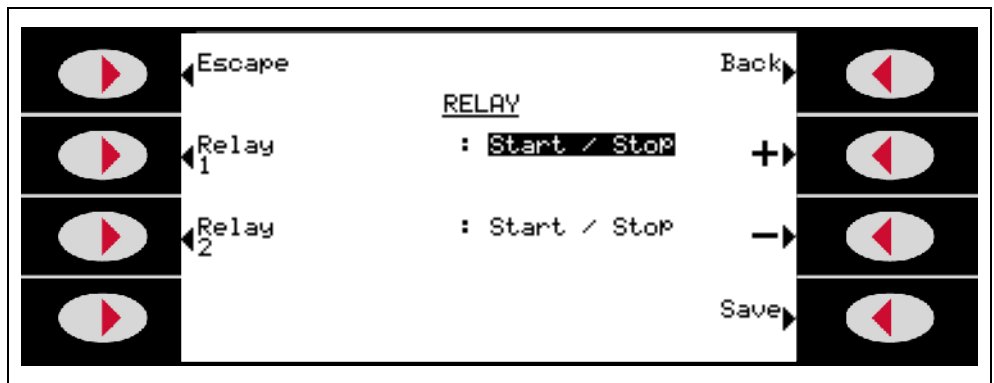 Escape Back
RELAY
Relay 1 : Start / Stop +
Relay 2 : Start / Stop -
Save